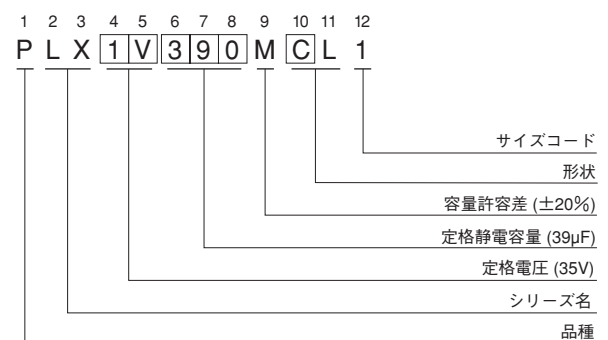 1 2 3 4 5 6 7 8 9 10 11 12
P L X 1 V 3 9 0 M C L 1
サイズコード
形状
容量許容差 (±20%)
定格静電容量 (39µF)
定格電圧 (35V)
シリーズ名
品種